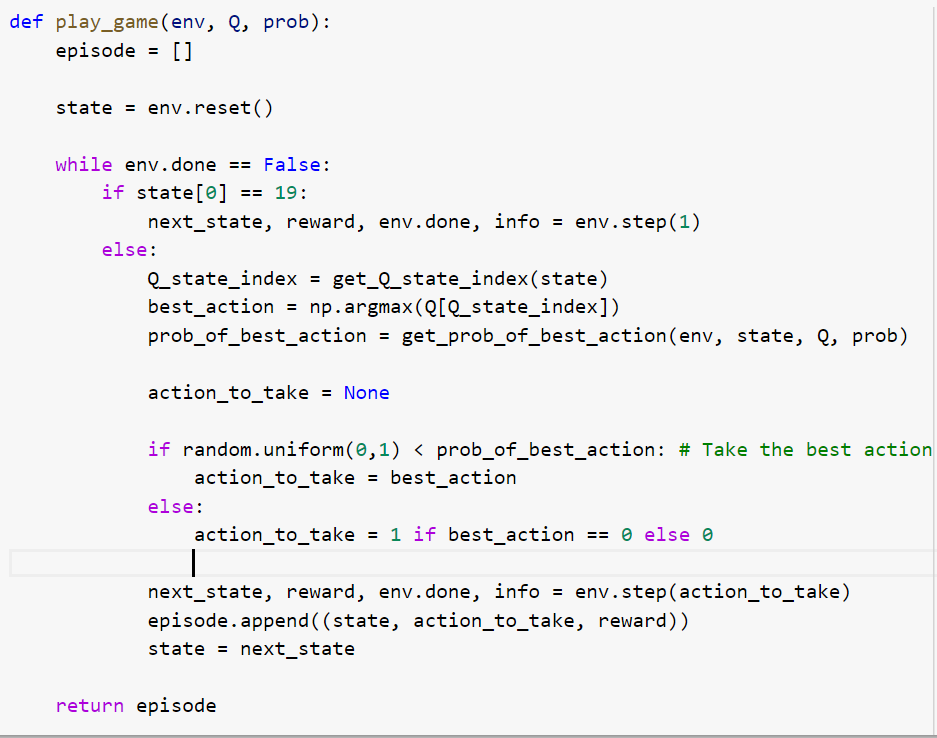 def play_game(env, Q, prob):
    episode = []
    state = env.reset()
    while env.done == False:
        if state[0] == 19:
            next_state, reward, env.done, info = env.step(1)
        else:
            Q_state_index = get_Q_state_index(state)
            best_action = np.argmax(Q[Q_state_index])
            prob_of_best_action = get_prob_of_best_action(env, state, Q, prob)
            action_to_take = None
            if random.uniform(0,1) < prob_of_best_action: # Take the best action
                action_to_take = best_action
            else:
                action_to_take = 1 if best_action == 0 else 0
            next_state, reward, env.done, info = env.step(action_to_take)
            episode.append((state, action_to_take, reward))
            state = next_state
    return episode